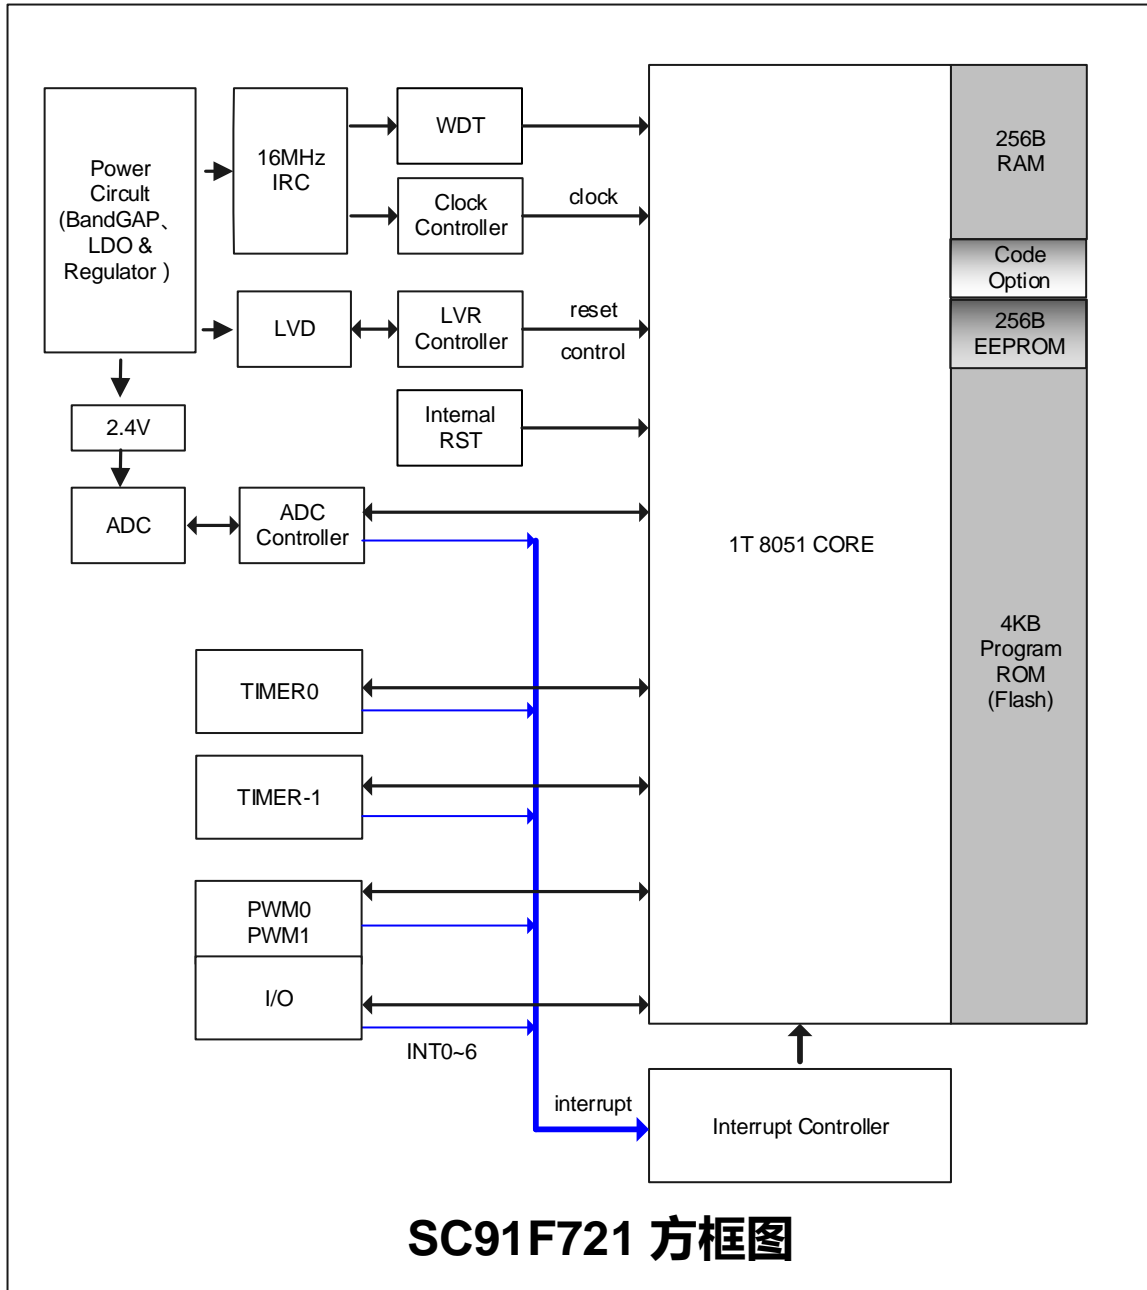 Power
Circuit
(BandGAP、
LDO &
Regulator )
16MHz
IRC
WDT
Clock
Controller
clock
LVD
LVR
Controller
reset
control
2.4V
Internal
RST
ADC
ADC
Controller
1T 8051 CORE
256B
RAM
Code
Option
256B
EEPROM
4KB
Program
ROM
(Flash)
TIMER0
TIMER-1
PWM0
PWM1
I/O
INT0~6
interrupt
Interrupt Controller
SC91F721 方框图